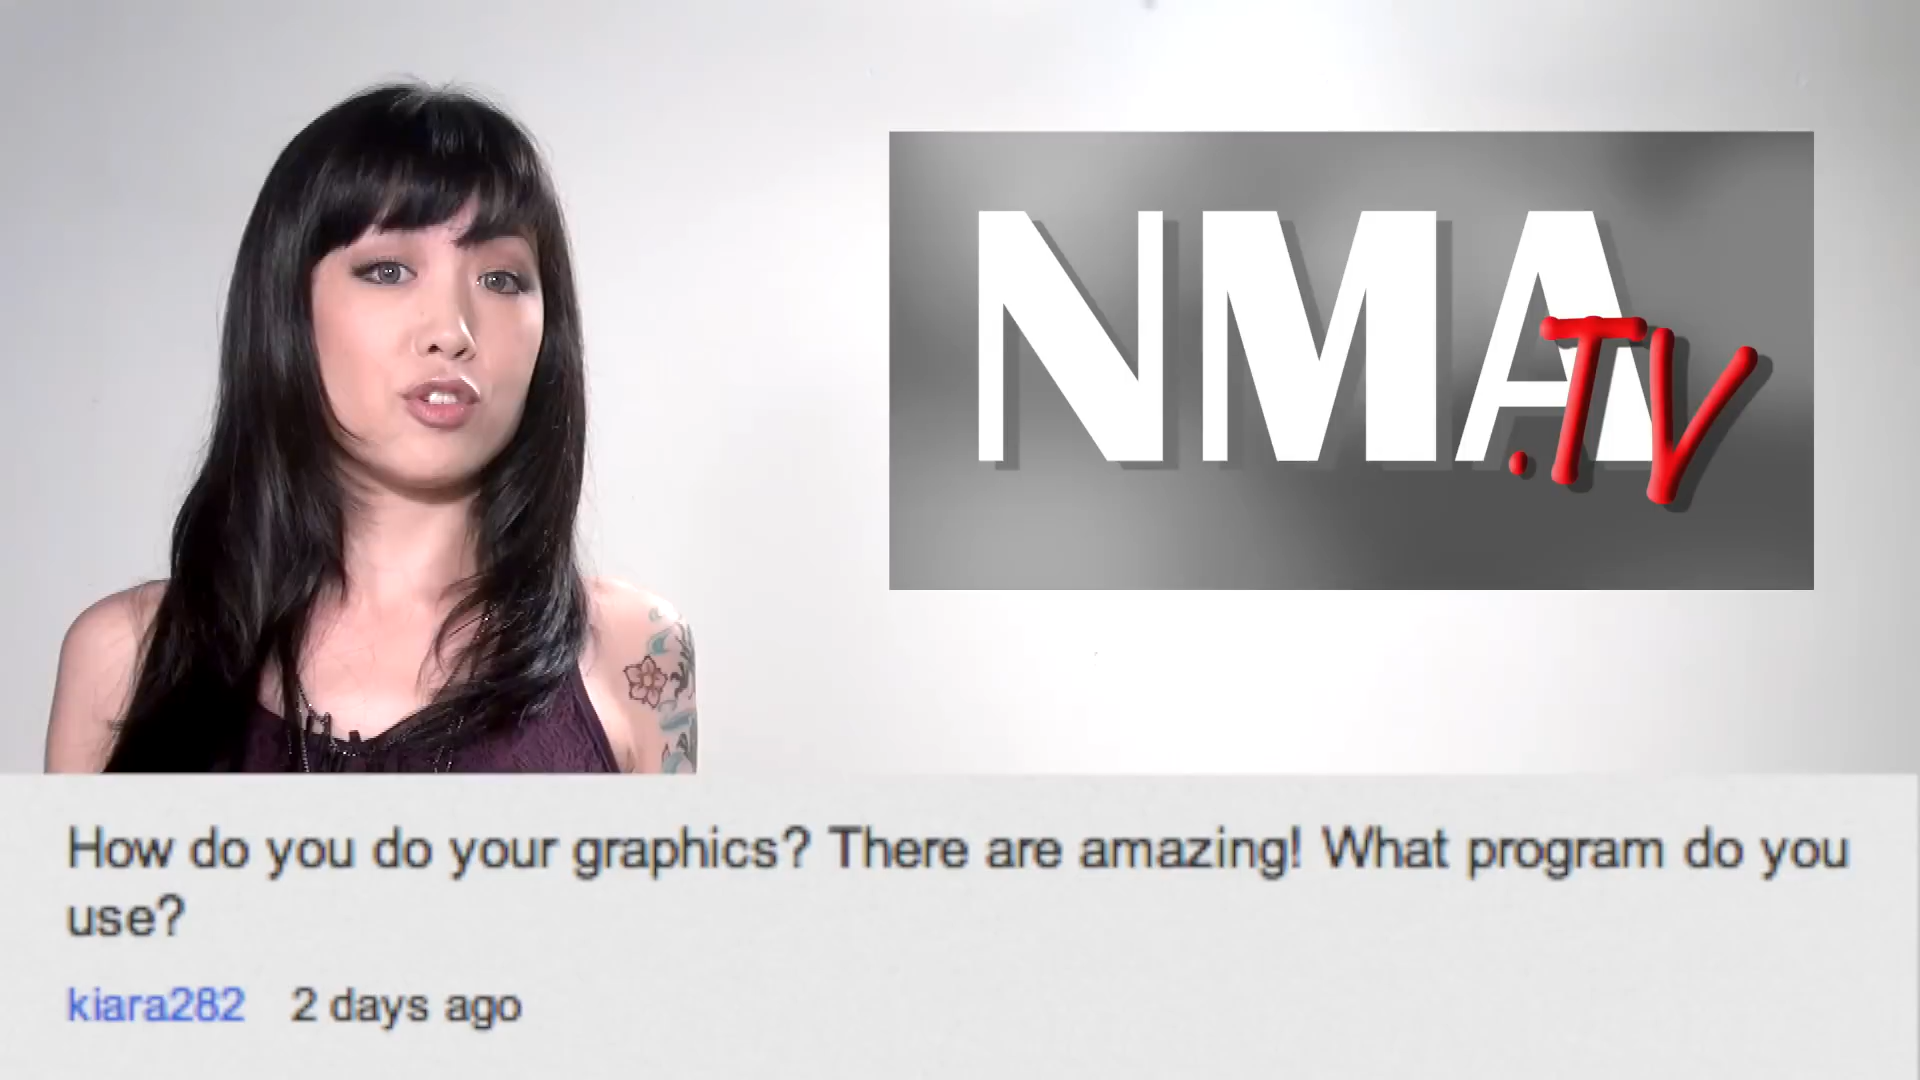 NMA
.TV
How do you do your graphics? There are amazing! What program do you
use?
kiara282 2 days ago